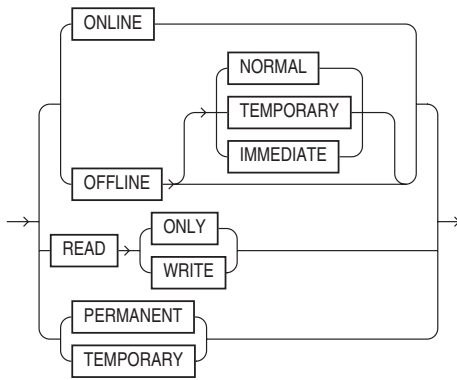 ONLINE
NORMAL
TEMPORARY
IMMEDIATE
OFFLINE
READ
ONLY
WRITE
PERMANENT
TEMPORARY